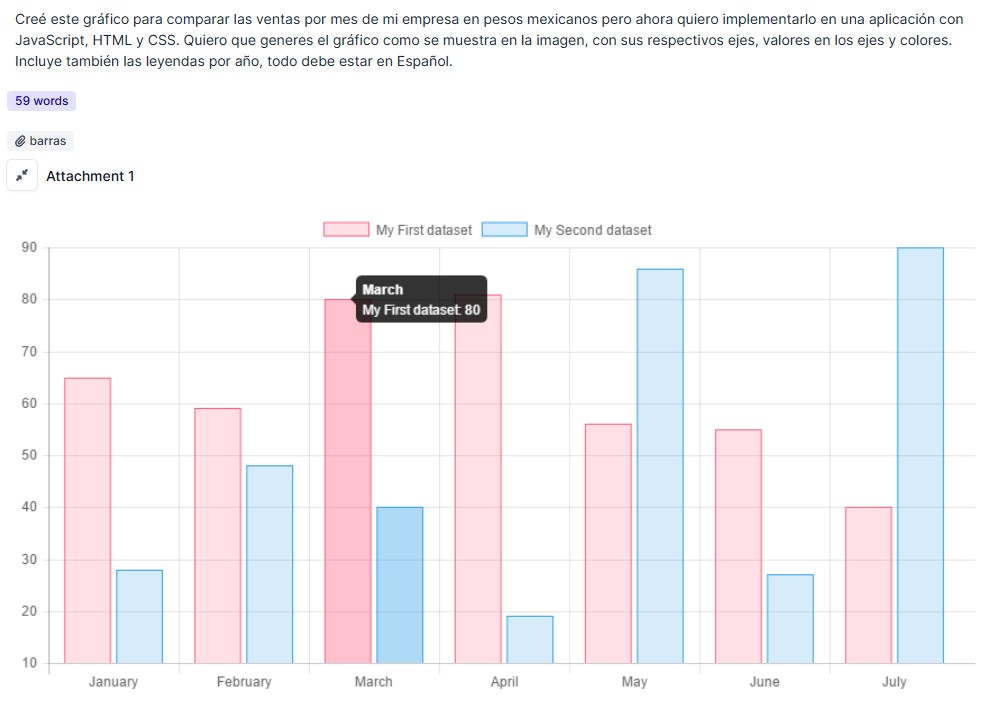 Creé este gráfico para comparar las ventas por mes de mi empresa en pesos mexicanos pero ahora quiero implementarlo en una aplicación con
JavaScript, HTML y CSS. Quiero que generes el gráfico como se muestra en la imagen, con sus respectivos ejes, valores en los ejes y colores.
Incluye también las leyendas por año, todo debe estar en Español.
59 words
barras
Attachment 1
My First dataset My Second dataset
90
March
My First dataset: 80
80
70
60
50
40
30
20
10
January February March April May June July